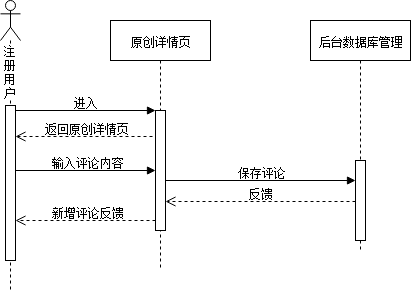 注册用户
原创详情页
后台数据库管理
进入
返回原创详情页
输入评论内容
保存评论
反馈
新增评论反馈